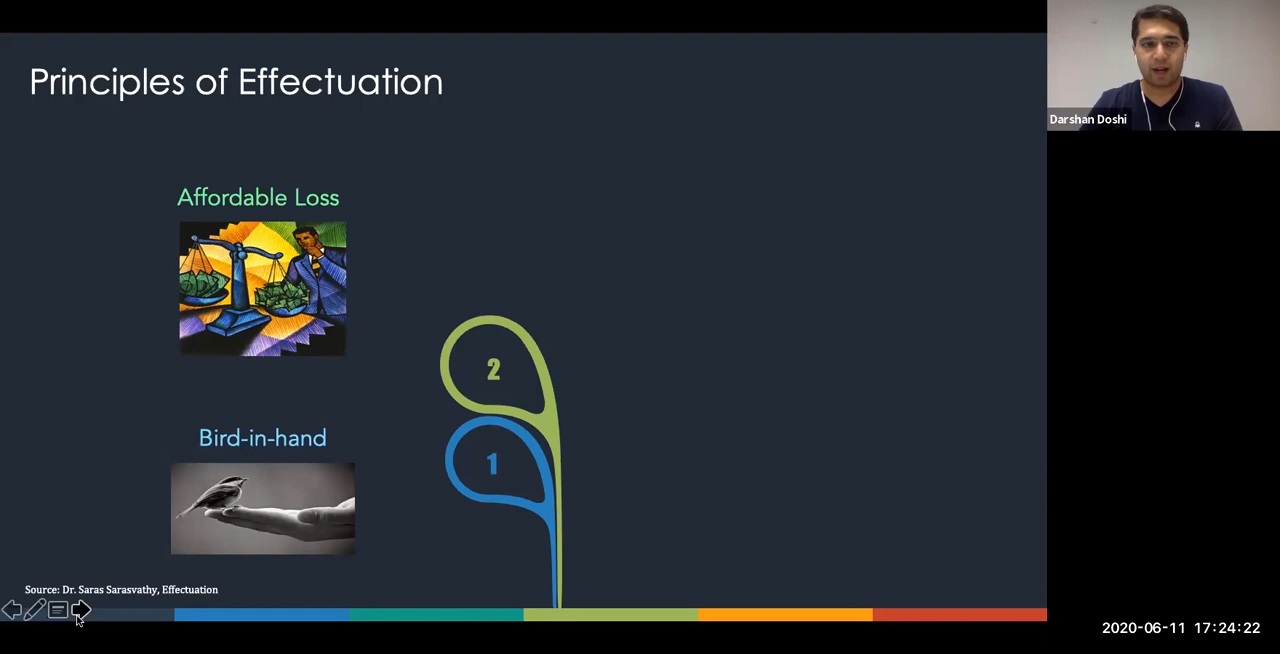 Principles of Effectuation
Affordable Loss
2
Bird-in-hand
1
Source: Dr. Saras Sarasvathy, Effectuation
Darshan Doshi
2020-06-11 17:24:22